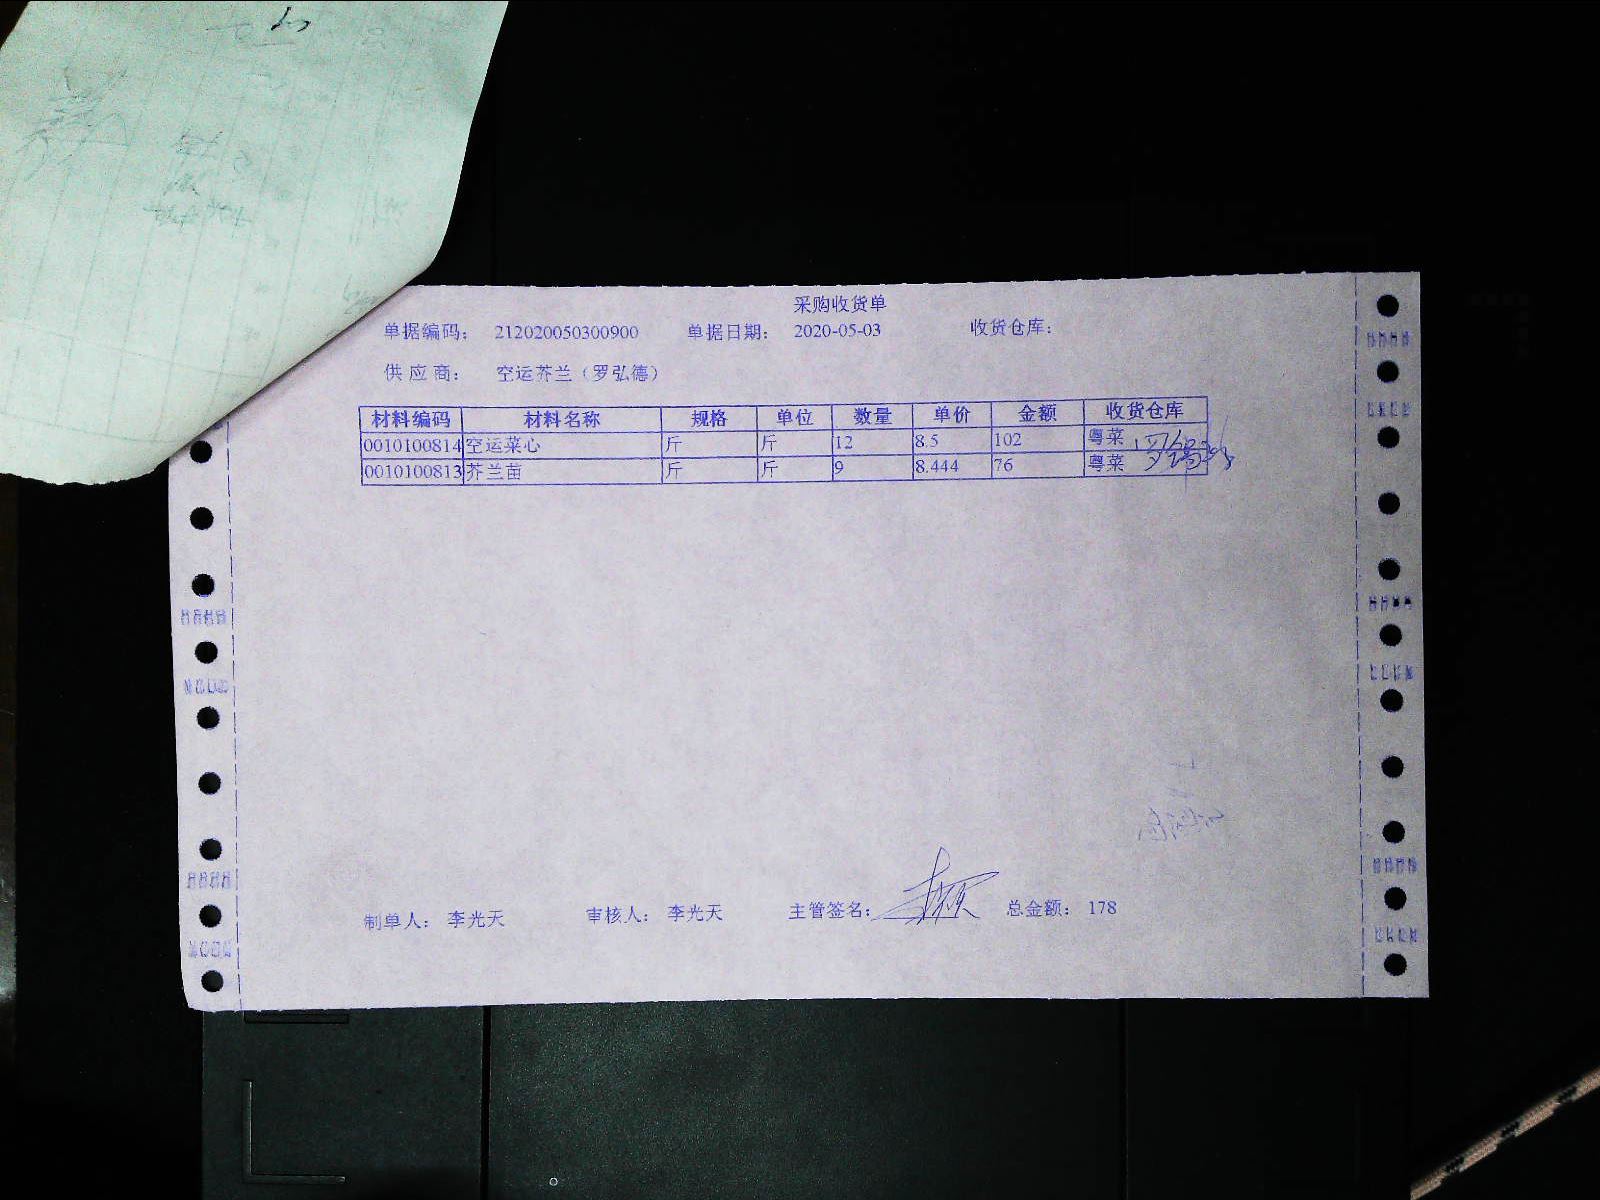 采购收货单
单据编码： 212020050300900 单据日期： 2020-05-03 收货仓库：
供 应 商： 空运芥兰（罗弘德）
材料编码 材料名称 规格 单位 数量 单价 金额 收货仓库
0010100814 空运菜心 斤 斤 12 8.5 102 粤菜
0010100813 芥兰苗 斤 斤 9 8.444 76 粤菜
制单人： 李光天 审核人： 李光天 主管签名： 总金额： 178